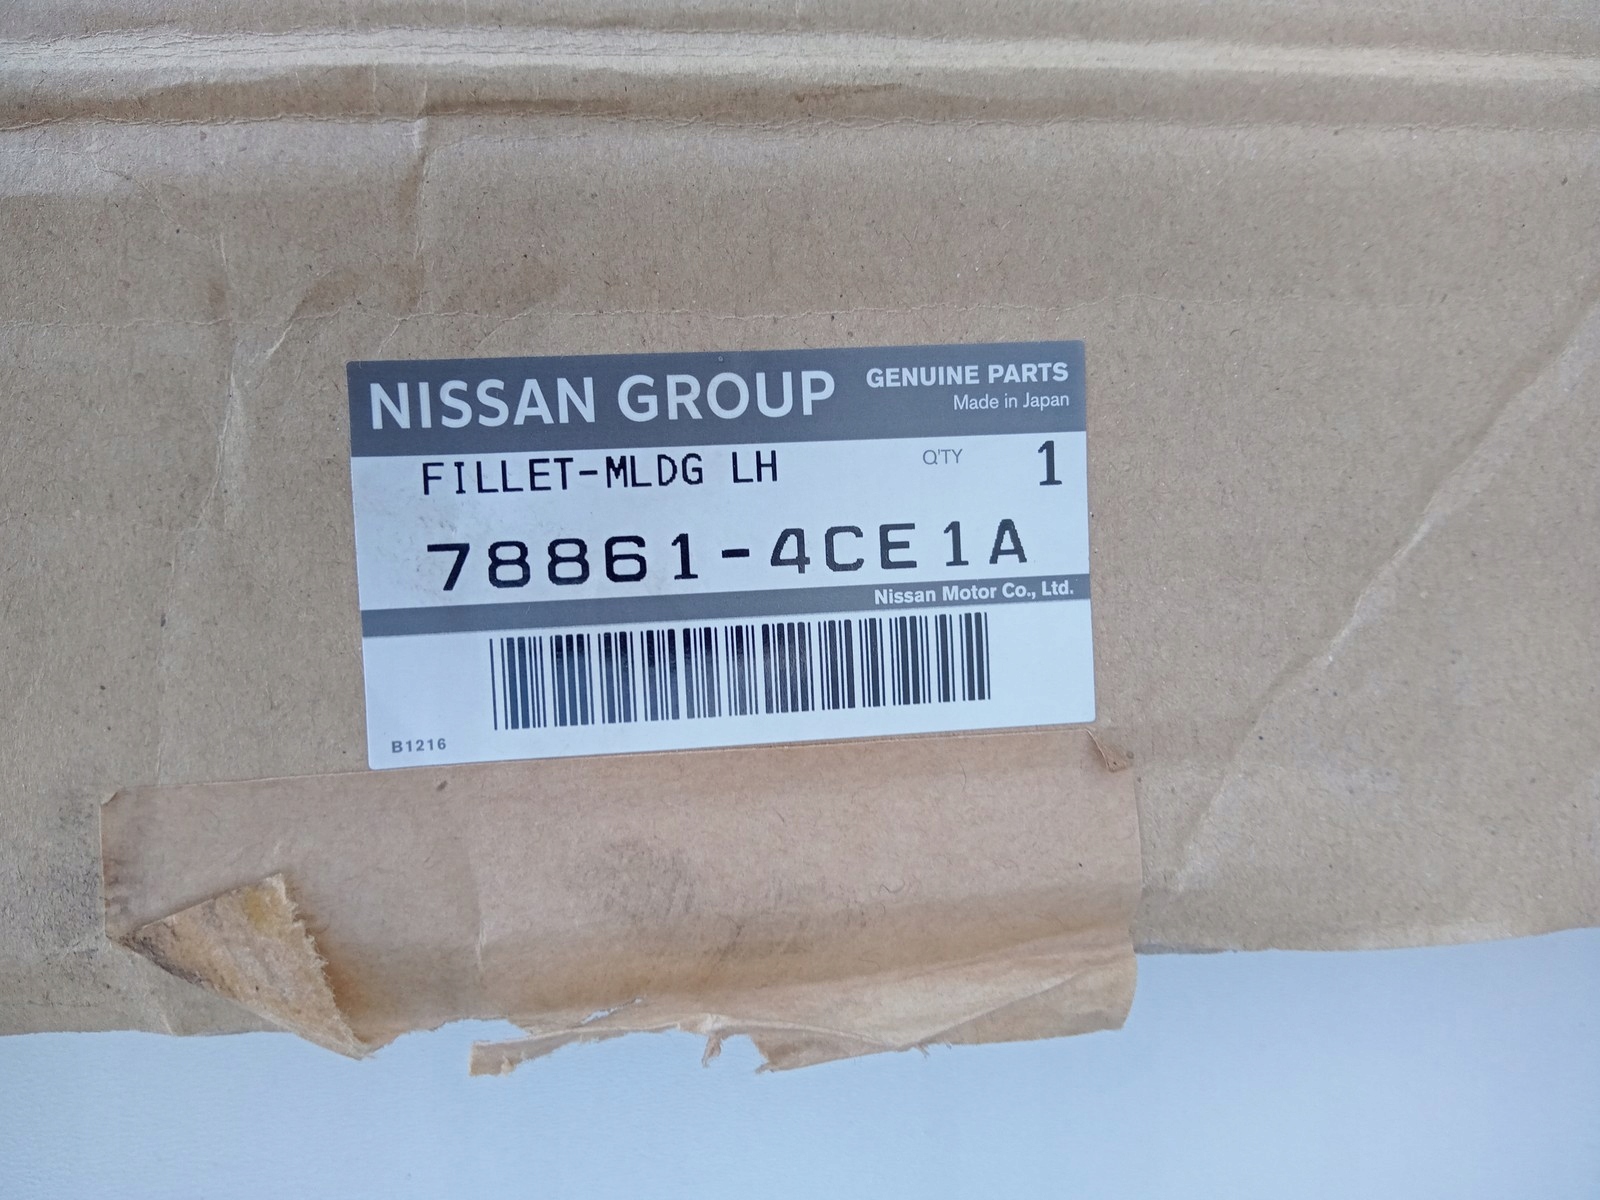 NISSAN GROUP
GENUINE PARTS
Made in Japan
FILLET-MLDG LH
Q'TY 1
78861-4CE1A
Nissan Motor Co., Ltd.
B1216